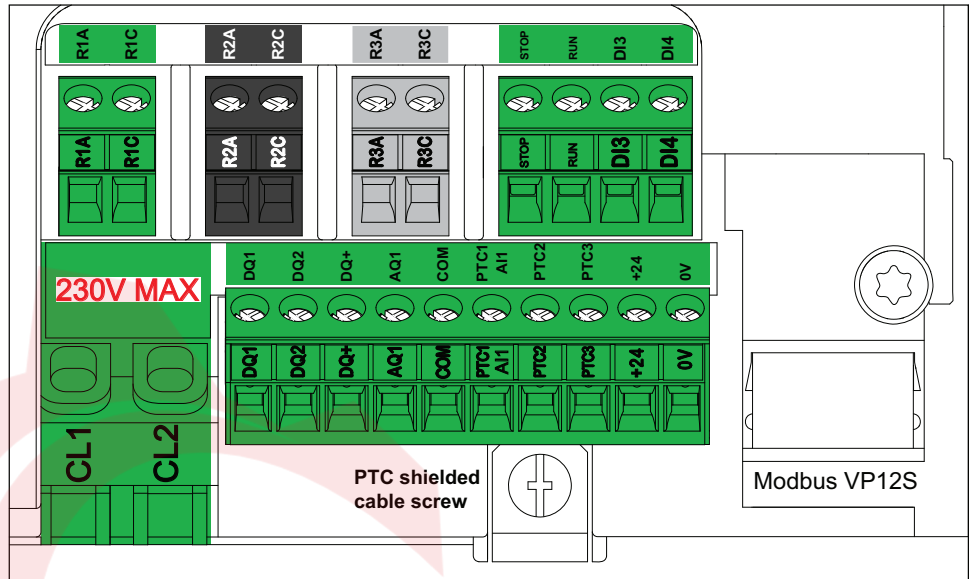 R1A R1C R2A R2C R3A R3C STOP RUN DI3 DI4
R1A R1C R2A R2C R3A R3C STOP RUN DI3 DI4
230V MAX
DQ1 DQ2 DQ+ AQ1 COM PTC1 AI1 PTC2 PTC3 +24 0V
DQ1 DQ2 DQ+ AQ1 COM PTC1 AI1 PTC2 PTC3 +24 0V
CL1 CL2
PTC shielded
cable screw
Modbus VP12S